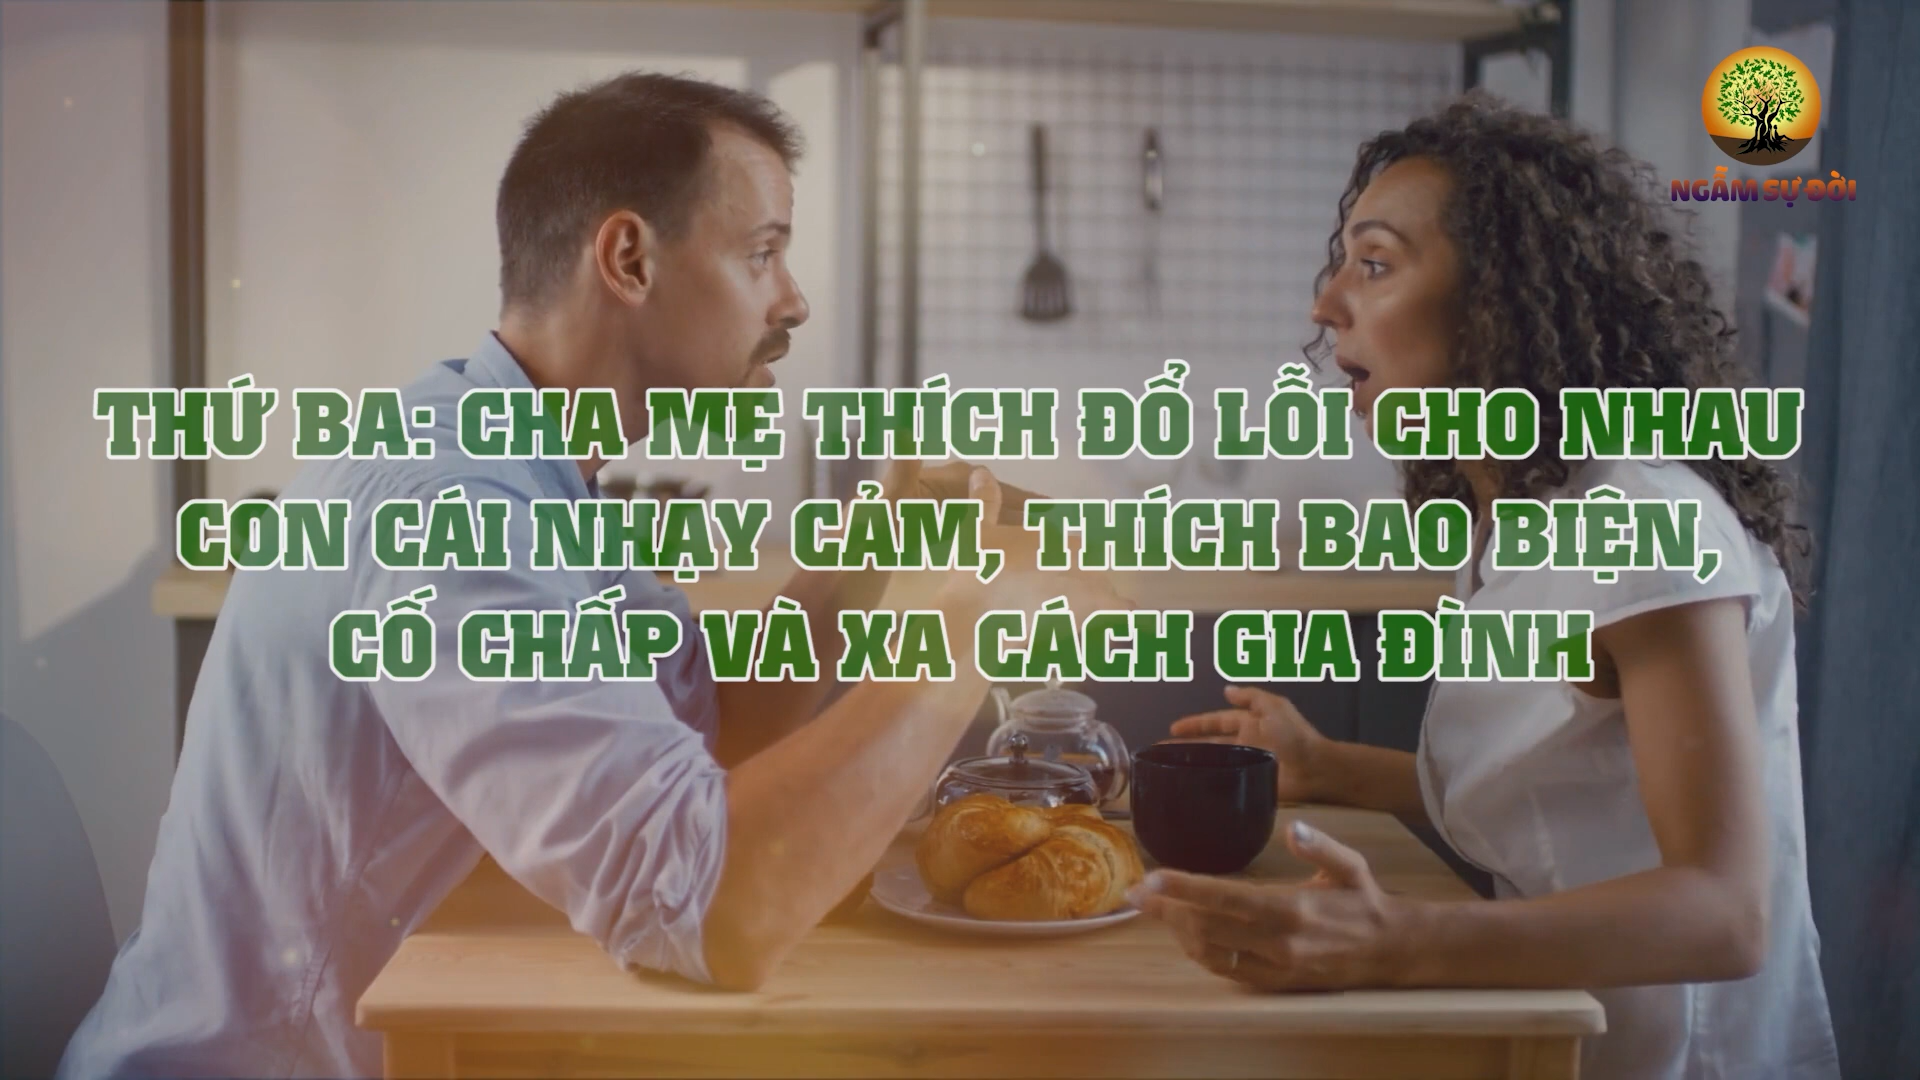 NGẪM SỰ ĐỜI
THỨ BA: CHA MẸ THÍCH ĐỔ LỖI CHO NHAU
CON CÁI NHẠY CẢM, THÍCH BAO BIỆN,
CỐ CHẤP VÀ XA CÁCH GIA ĐÌNH